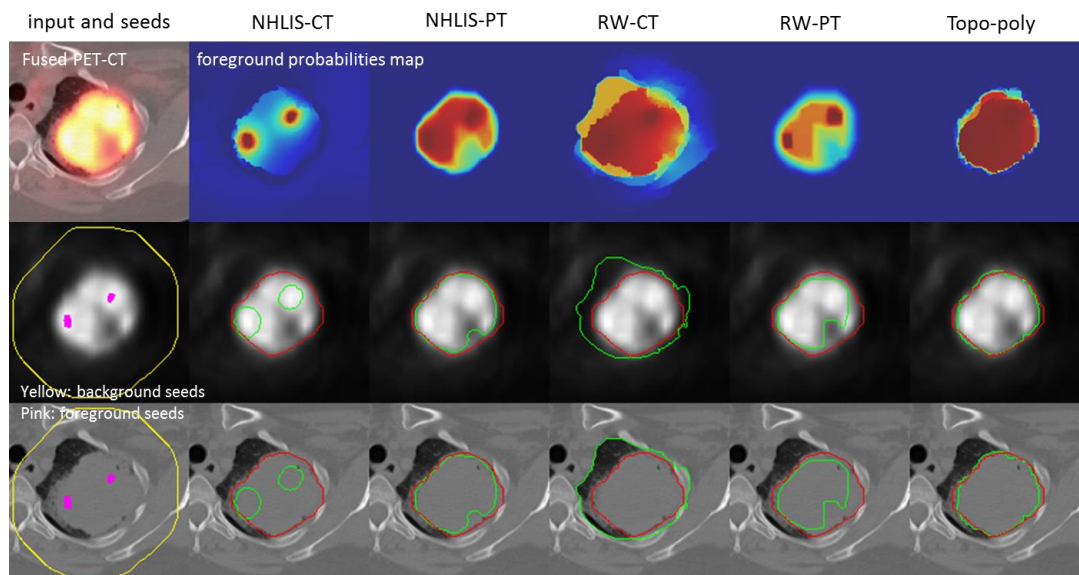 input and seeds NHLIS-CT NHLIS-PT RW-CT RW-PT Topo-poly
Fused PET-CT foreground probabilities map
Yellow: background seeds
Pink: foreground seeds